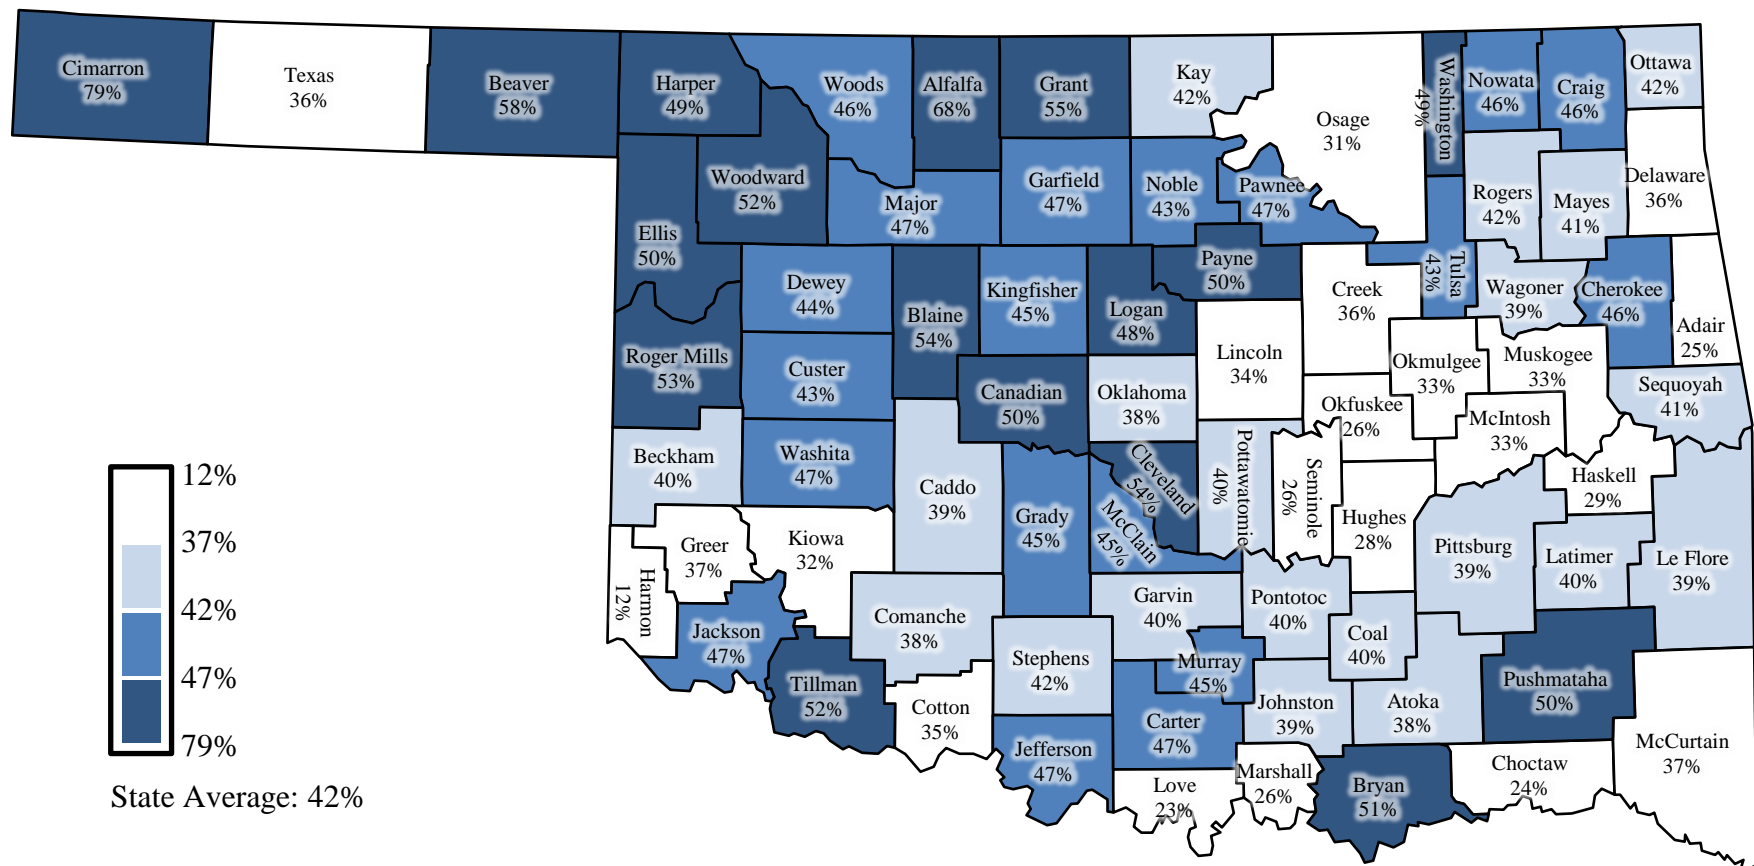 Cimarron
79%
Texas
36%
Beaver
58%
Harper
49%
Woods
46%
Alfalfa
68%
Grant
55%
Kay
42%
Osage
31%
Washington
49%
Nowata
46%
Craig
46%
Ottawa
42%
Woodward
52%
Major
47%
Garfield
47%
Noble
43%
Pawnee
47%
Rogers
42%
Mayes
41%
Delaware
36%
Ellis
50%
Dewey
44%
Blaine
54%
Kingfisher
45%
Logan
48%
Payne
50%
Creek
36%
Tulsa
43%
Wagoner
39%
Cherokee
46%
Adair
25%
Roger Mills
53%
Custer
43%
Canadian
50%
Oklahoma
38%
Lincoln
34%
Okmulgee
33%
Muskogee
33%
Sequoyah
41%
Okfuskee
26%
McIntosh
33%
Beckham
40%
Washita
47%
Caddo
39%
Grady
45%
Cleveland
54%
McClain
45%
Pottawatomie
40%
Seminole
26%
Hughes
28%
Haskell
29%
Pittsburg
39%
Latimer
40%
Le Flore
39%
Greer
37%
Kiowa
32%
Harmon
12%
Jackson
47%
Comanche
38%
Garvin
40%
Pontotoc
40%
Coal
40%
Stephens
42%
Murray
45%
Tillman
52%
Cotton
35%
Johnston
39%
Atoka
38%
Pushmataha
50%
Carter
47%
Jefferson
47%
Love
23%
Marshall
26%
Bryan
51%
Choctaw
24%
McCurtain
37%
12%
37%
42%
47%
79%
State Average: 42%